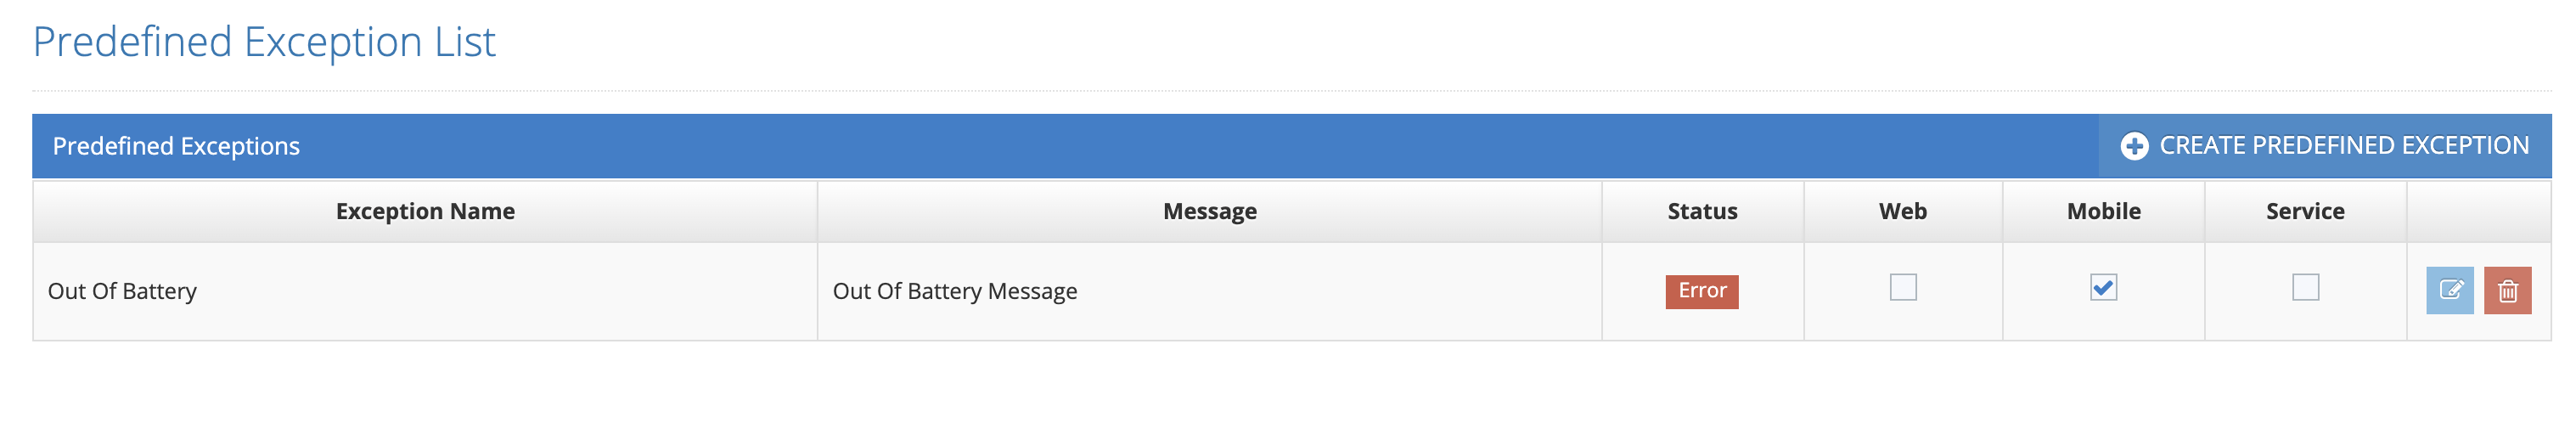 Predefined Exception List
Predefined Exceptions
CREATE PREDEFINED EXCEPTION
Exception Name Message Status Web Mobile Service
Out Of Battery Out Of Battery Message Error